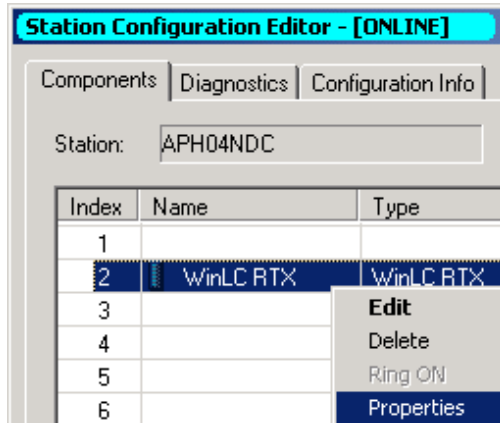 Station Configuration Editor - [ONLINE]
Components Diagnostics Configuration Info
Station: APH04NDC
Index Name Type
1
2 WinLC RTX WinLC RTX
3 Edit
4 Delete
5 Ring ON
6 Properties